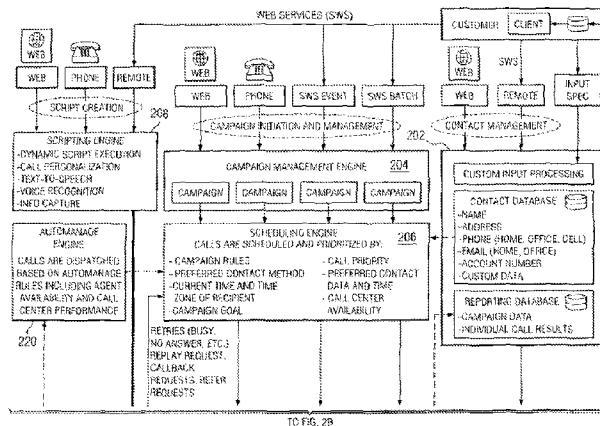 WEB SERVICES (SWS)
CUSTOMER
CLIENT
WEB
PHONE
WEB
PHONE
REMOTE
SCRIPT CREATION
208
SCRIPTING ENGINE
-DYNAMIC SCRIPT EXECUTION
-CALL PERSONALIZATION
-TEXT-TO-SPEECH
-VOICE RECOGNITION
-INFO CAPTURE
AUTOMANAGE
ENGINE
CALLS ARE DISPATCHED
BASED ON AUTOMANAGE
RULES INCLUDING AGENT
AVAILABILITY AND CALL
CENTER PERFORMANCE
220
WEB
WEB
PHONE
SWS EVENT
SWS BATCH
CAMPAIGN INITIATION AND MANAGEMENT
CAMPAIGN MANAGEMENT ENGINE
204
CAMPAIGN
CAMPAIGN
CAMPAIGN
CAMPAIGN
SCHEDULING ENGINE
206
CALLS ARE SCHEDULED AND PRIORITIZED BY:
-CAMPAIGN RULES
-PREFERRED CONTACT METHOD
-CURRENT TIME AND TIME
ZONE OF RECIPIENT
-CAMPAIGN GOAL
-CALL PRIORITY
-PREFERRED CONTACT
DATA AND TIME
-CALL CENTER
AVAILABILITY
RETRIES (BUSY,
NO ANSWER, ETC.)
REPLAY REQUEST,
CALLBACK
REQUESTS, REFER
REQUESTS
WEB
SWS
WEB
REMOTE
INPUT
SPEC
CONTACT MANAGEMENT
202
CUSTOM INPUT PROCESSING
CONTACT DATABASE
-NAME
-ADDRESS
-PHONE (HOME, OFFICE, CELL)
-EMAIL (HOME, OFFICE)
-ACCOUNT NUMBER
-CUSTOM DATA
REPORTING DATABASE
-CAMPAIGN DATA
-INDIVIDUAL CALL RESULTS
TO FIG. 2B